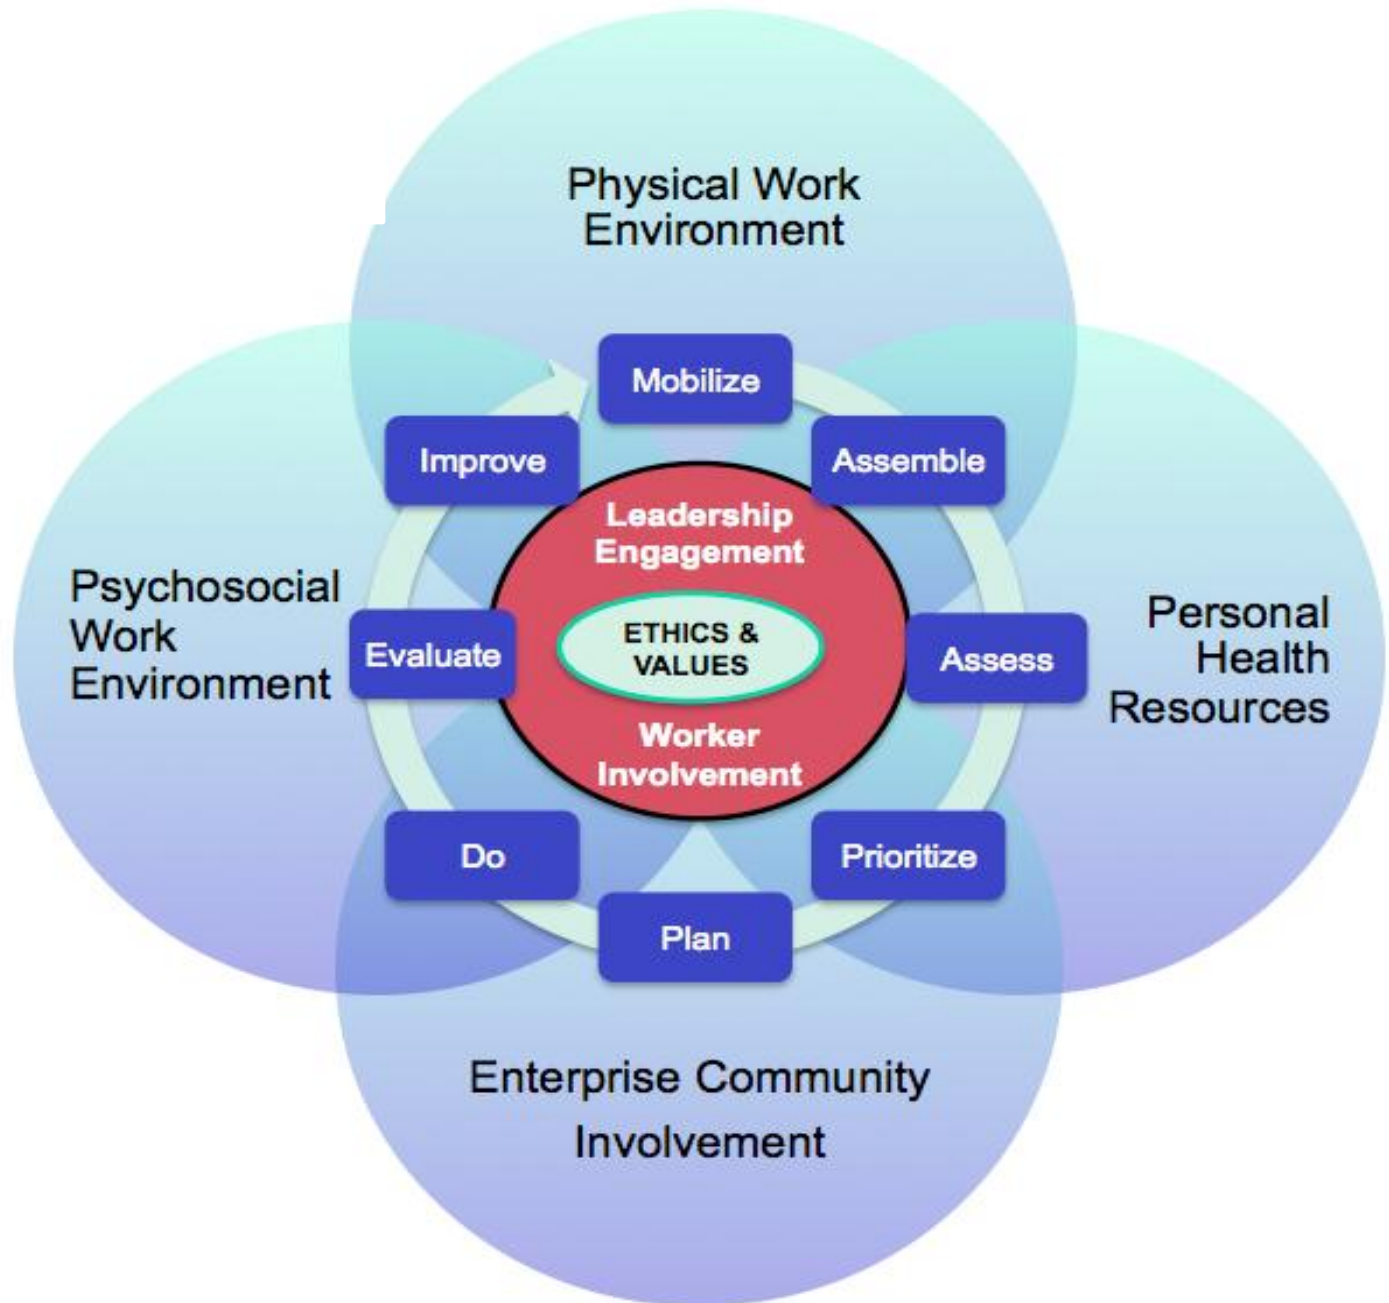 Physical Work
Environment
Mobilize
Improve
Assemble
Leadership
Engagement
Psychosocial
Work
Environment
Evaluate
ETHICS &
VALUES
Assess
Personal
Health
Resources
Worker
Involvement
Do
Prioritize
Plan
Enterprise Community
Involvement